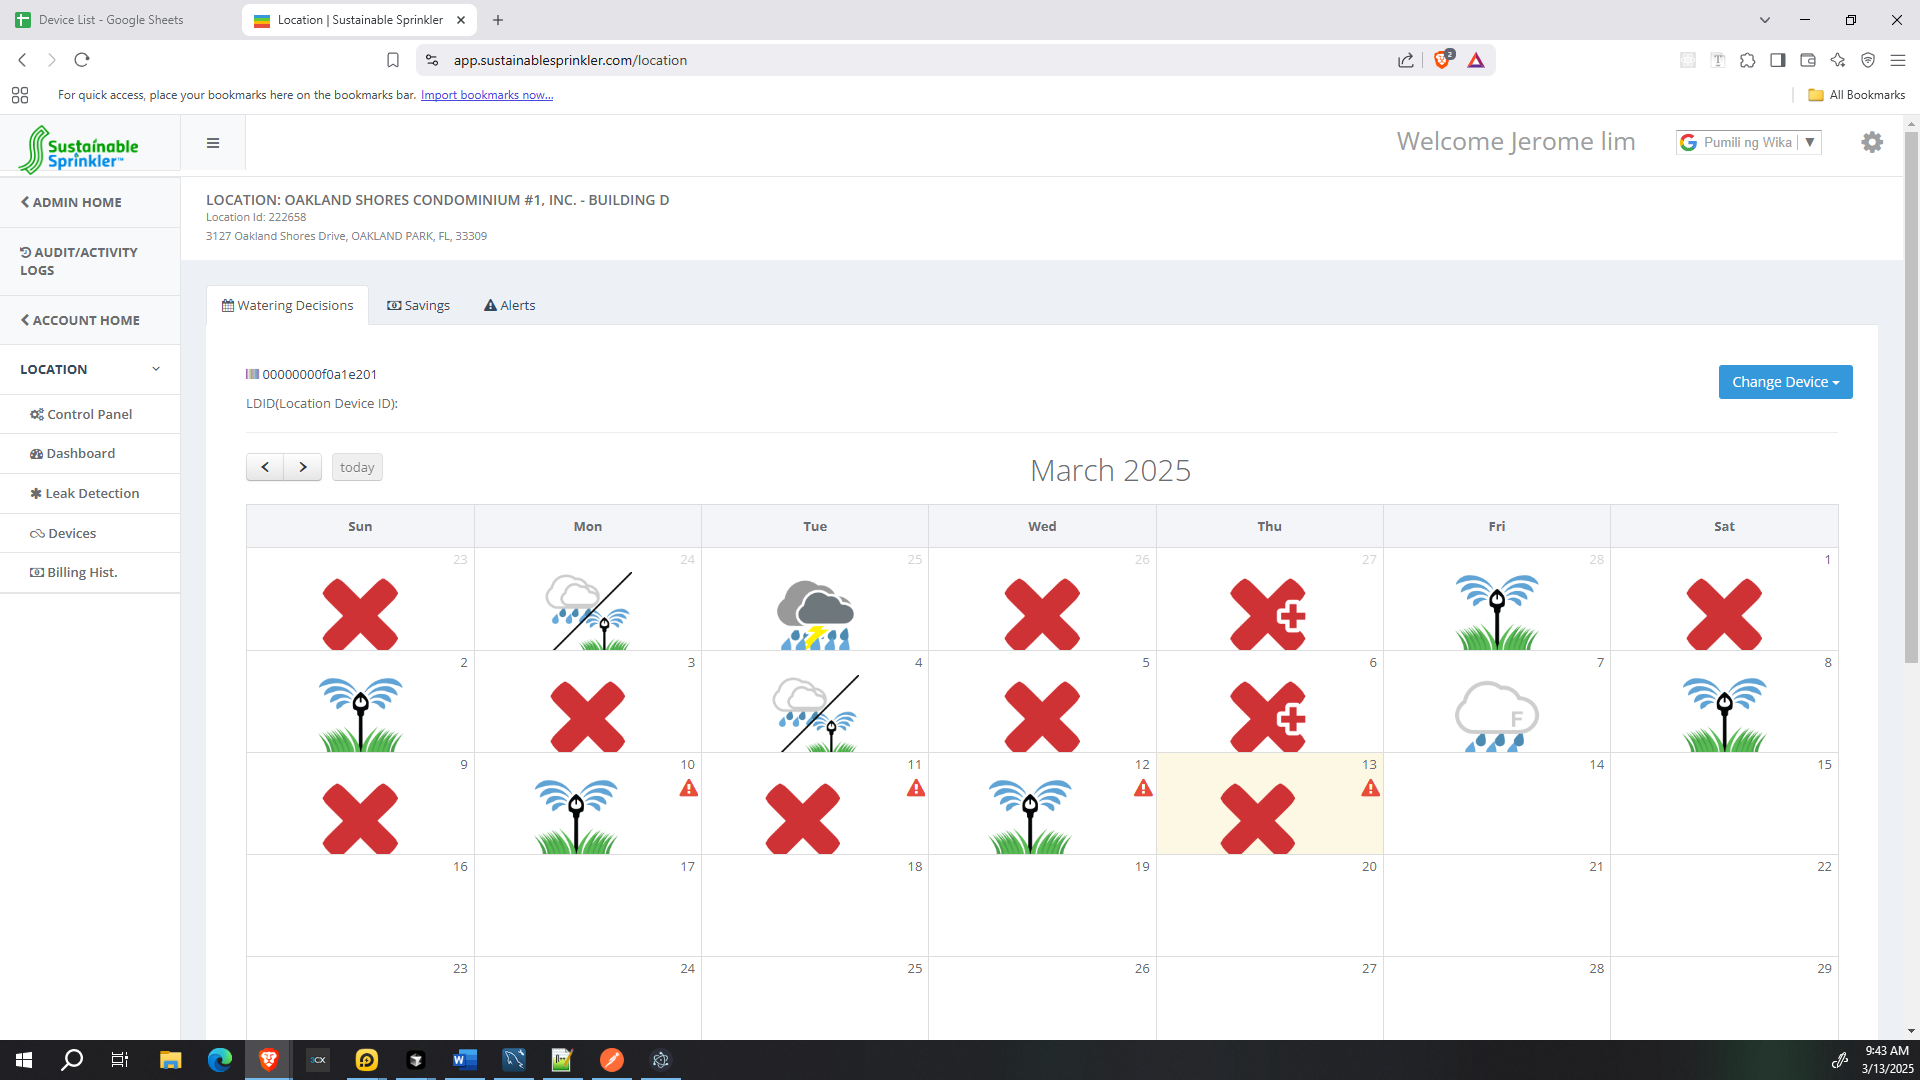 Device List - Google Sheets
Location | Sustainable Sprinkler
app.sustainablesprinkler.com/location
2
For quick access, place your bookmarks here on the bookmarks bar. Import bookmarks now...
All Bookmarks
Sustainable
Sprinkler™
Welcome Jerome lim
Pumili ng Wika
ADMIN HOME
AUDIT/ACTIVITY
LOGS
ACCOUNT HOME
LOCATION
Control Panel
Dashboard
Leak Detection
Devices
Billing Hist.
LOCATION: OAKLAND SHORES CONDOMINIUM #1, INC. - BUILDING D
Location Id: 222658
3127 Oakland Shores Drive, OAKLAND PARK, FL, 33309
Watering Decisions
Savings
Alerts
00000000f0a1e201
LDID(Location Device ID):
Change Device
today
March 2025
Sun Mon Tue Wed Thu Fri Sat
23 24 25 26 27 28 1
2 3 4 5 6 7 8
F
9 10 11 12 13 14 15
16 17 18 19 20 21 22
23 24 25 26 27 28 29
3CX
9:43 AM
3/13/2025